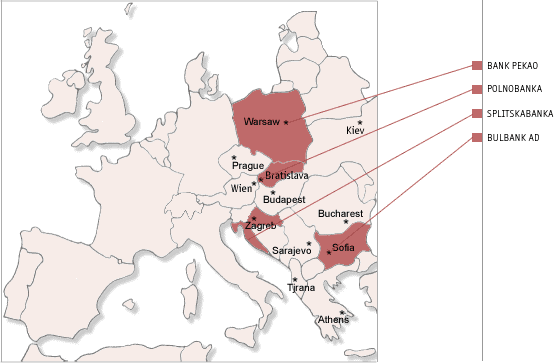 BANK PEKAO
POLNOBANKA
SPLITSKABANKA
BULBANK AD
Warsaw
Kiev
Prague
Bratislava
Wien
Budapest
Bucharest
Zagreb
Sarajevo
Sofia
Tirana
Athens